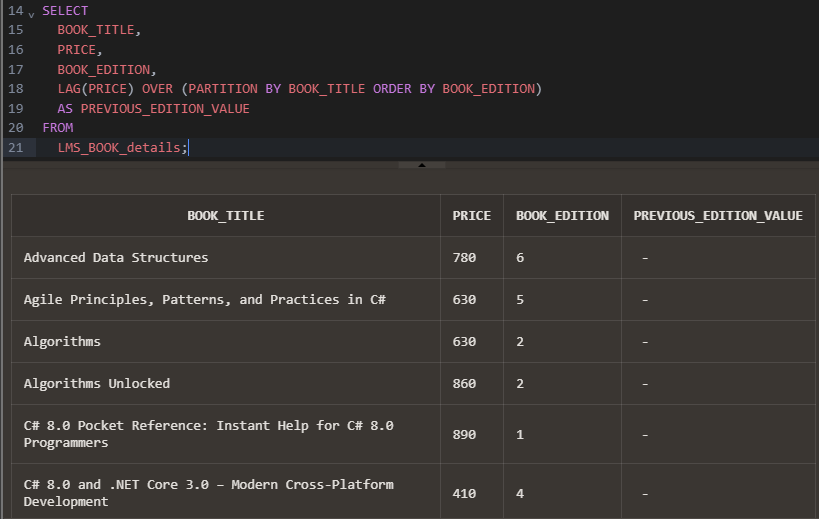 14 SELECT
15 BOOK_TITLE,
16 PRICE,
17 BOOK_EDITION,
18 LAG(PRICE) OVER (PARTITION BY BOOK_TITLE ORDER BY BOOK_EDITION)
19 AS PREVIOUS_EDITION_VALUE
20 FROM
21 LMS_BOOK_details;
BOOK_TITLE PRICE BOOK_EDITION PREVIOUS_EDITION_VALUE
Advanced Data Structures 780 6 -
Agile Principles, Patterns, and Practices in C# 630 5 -
Algorithms 630 2 -
Algorithms Unlocked 860 2 -
C# 8.0 Pocket Reference: Instant Help for C# 8.0
Programmers 890 1 -
C# 8.0 and .NET Core 3.0 – Modern Cross-Platform
Development 410 4 -